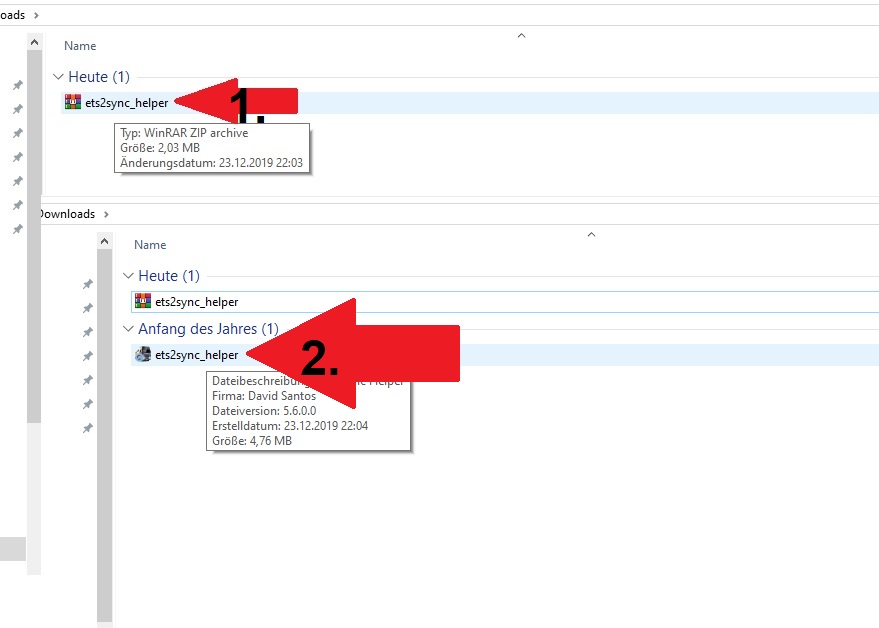 oads
Name
Heute (1)
ets2sync_helper
1.
Typ: WinRAR ZIP archive
Größe: 2,03 MB
Änderungsdatum: 23.12.2019 22:03
Downloads
Name
Heute (1)
ets2sync_helper
Anfang des Jahres (1)
ets2sync_helper
2.
Dateibeschreibung Helper
Firma: David Santos
Dateiversion: 5.6.0.0
Erstelldatum: 23.12.2019 22:04
Größe: 4,76 MB